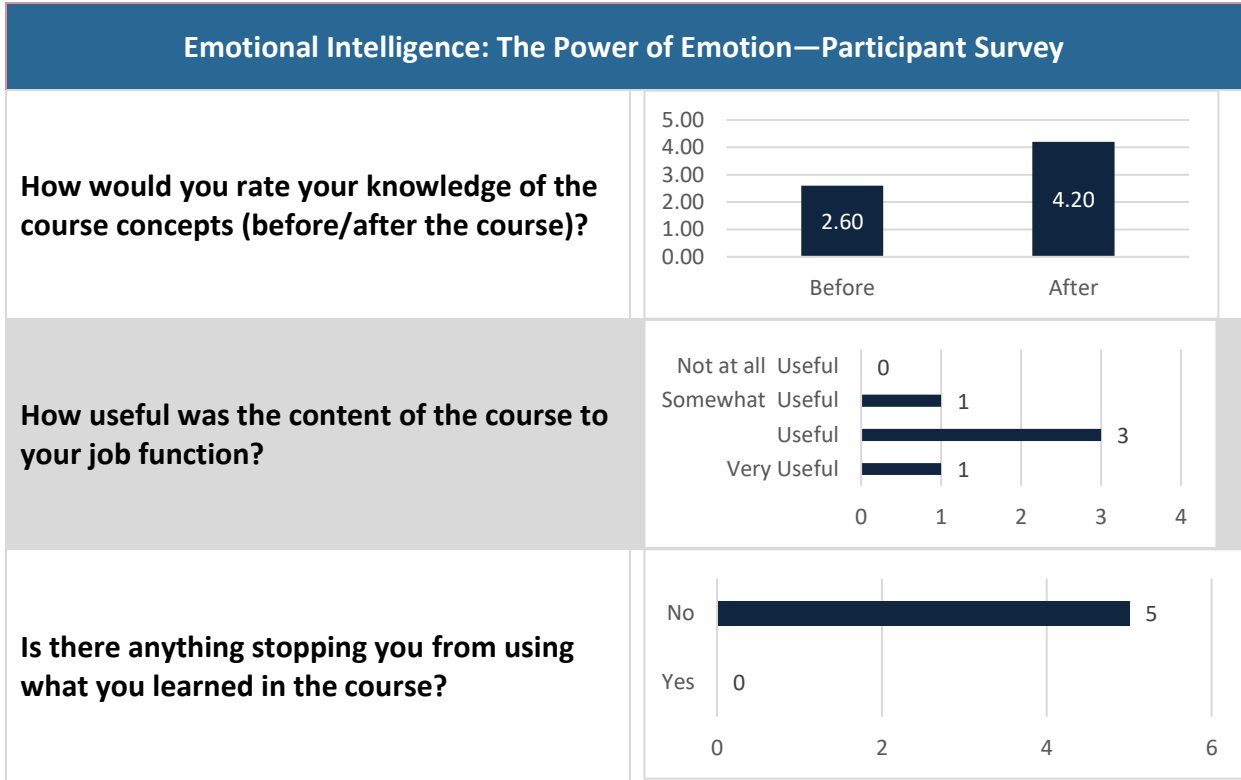 Emotional Intelligence: The Power of Emotion—Participant Survey
How would you rate your knowledge of the
course concepts (before/after the course)?
5.00
4.00
3.00
2.00
1.00
0.00
2.60
4.20
Before After
How useful was the content of the course to
your job function?
Not at all Useful 0
Somewhat Useful 1
Useful 3
Very Useful 1
0 1 2 3 4
Is there anything stopping you from using
what you learned in the course?
No 5
Yes 0
0 2 4 6